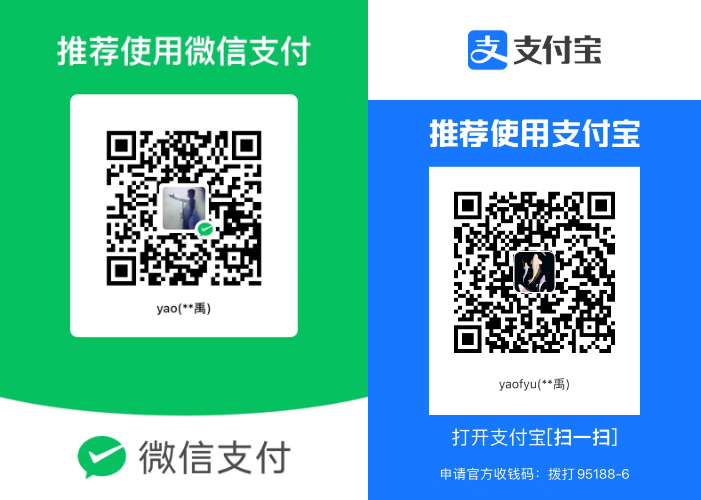 推荐使用微信支付
yao(**禹)
微信支付
支 支付宝
推荐使用支付宝
yaofyu(**禹)
打开支付宝[扫一扫]
申请官方收钱码：拨打 95188-6